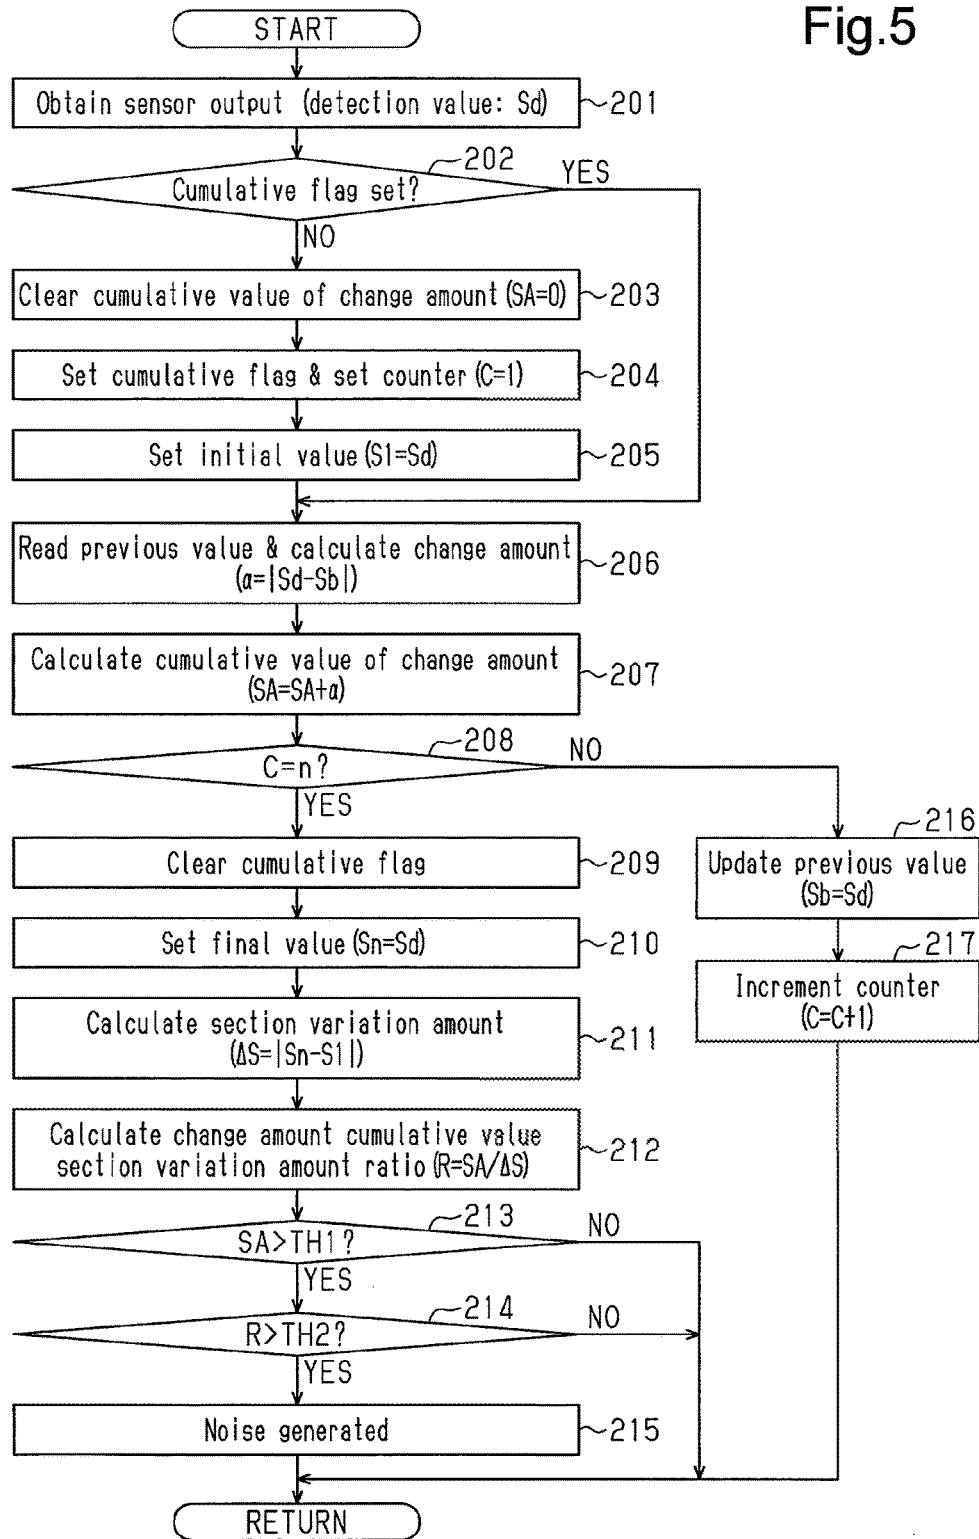 Fig.5
START
Obtain sensor output (detection value: Sd)
201
202
Cumulative flag set?
YES
NO
Clear cumulative value of change amount (SA=0)
203
Set cumulative flag & set counter (C=1)
204
Set initial value (S1=Sd)
205
Read previous value & calculate change amount
(α=|Sd-Sb|)
206
Calculate cumulative value of change amount
(SA=SA+α)
207
208
C=n?
NO
YES
216
Update previous value
(Sb=Sd)
Clear cumulative flag
209
Set final value (Sn=Sd)
210
217
Increment counter
(C=C+1)
Calculate section variation amount
(ΔS=|Sn-S1|)
211
Calculate change amount cumulative value
section variation amount ratio (R=SA/ΔS)
212
213
SA>TH1?
NO
YES
214
R>TH2?
NO
YES
Noise generated
215
RETURN